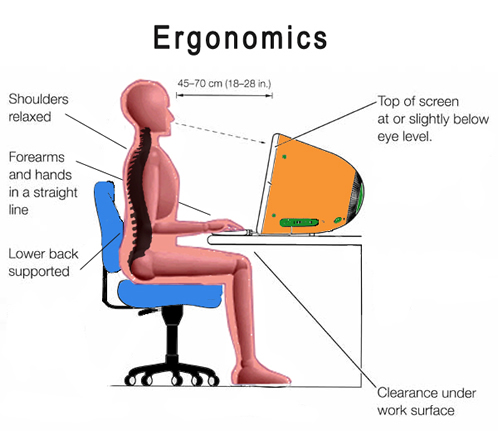 Ergonomics
45–70 cm (18–28 in.)
Shoulders
relaxed
Top of screen
at or slightly below
eye level.
Forearms
and hands
in a straight
line
Lower back
supported
Clearance under
work surface